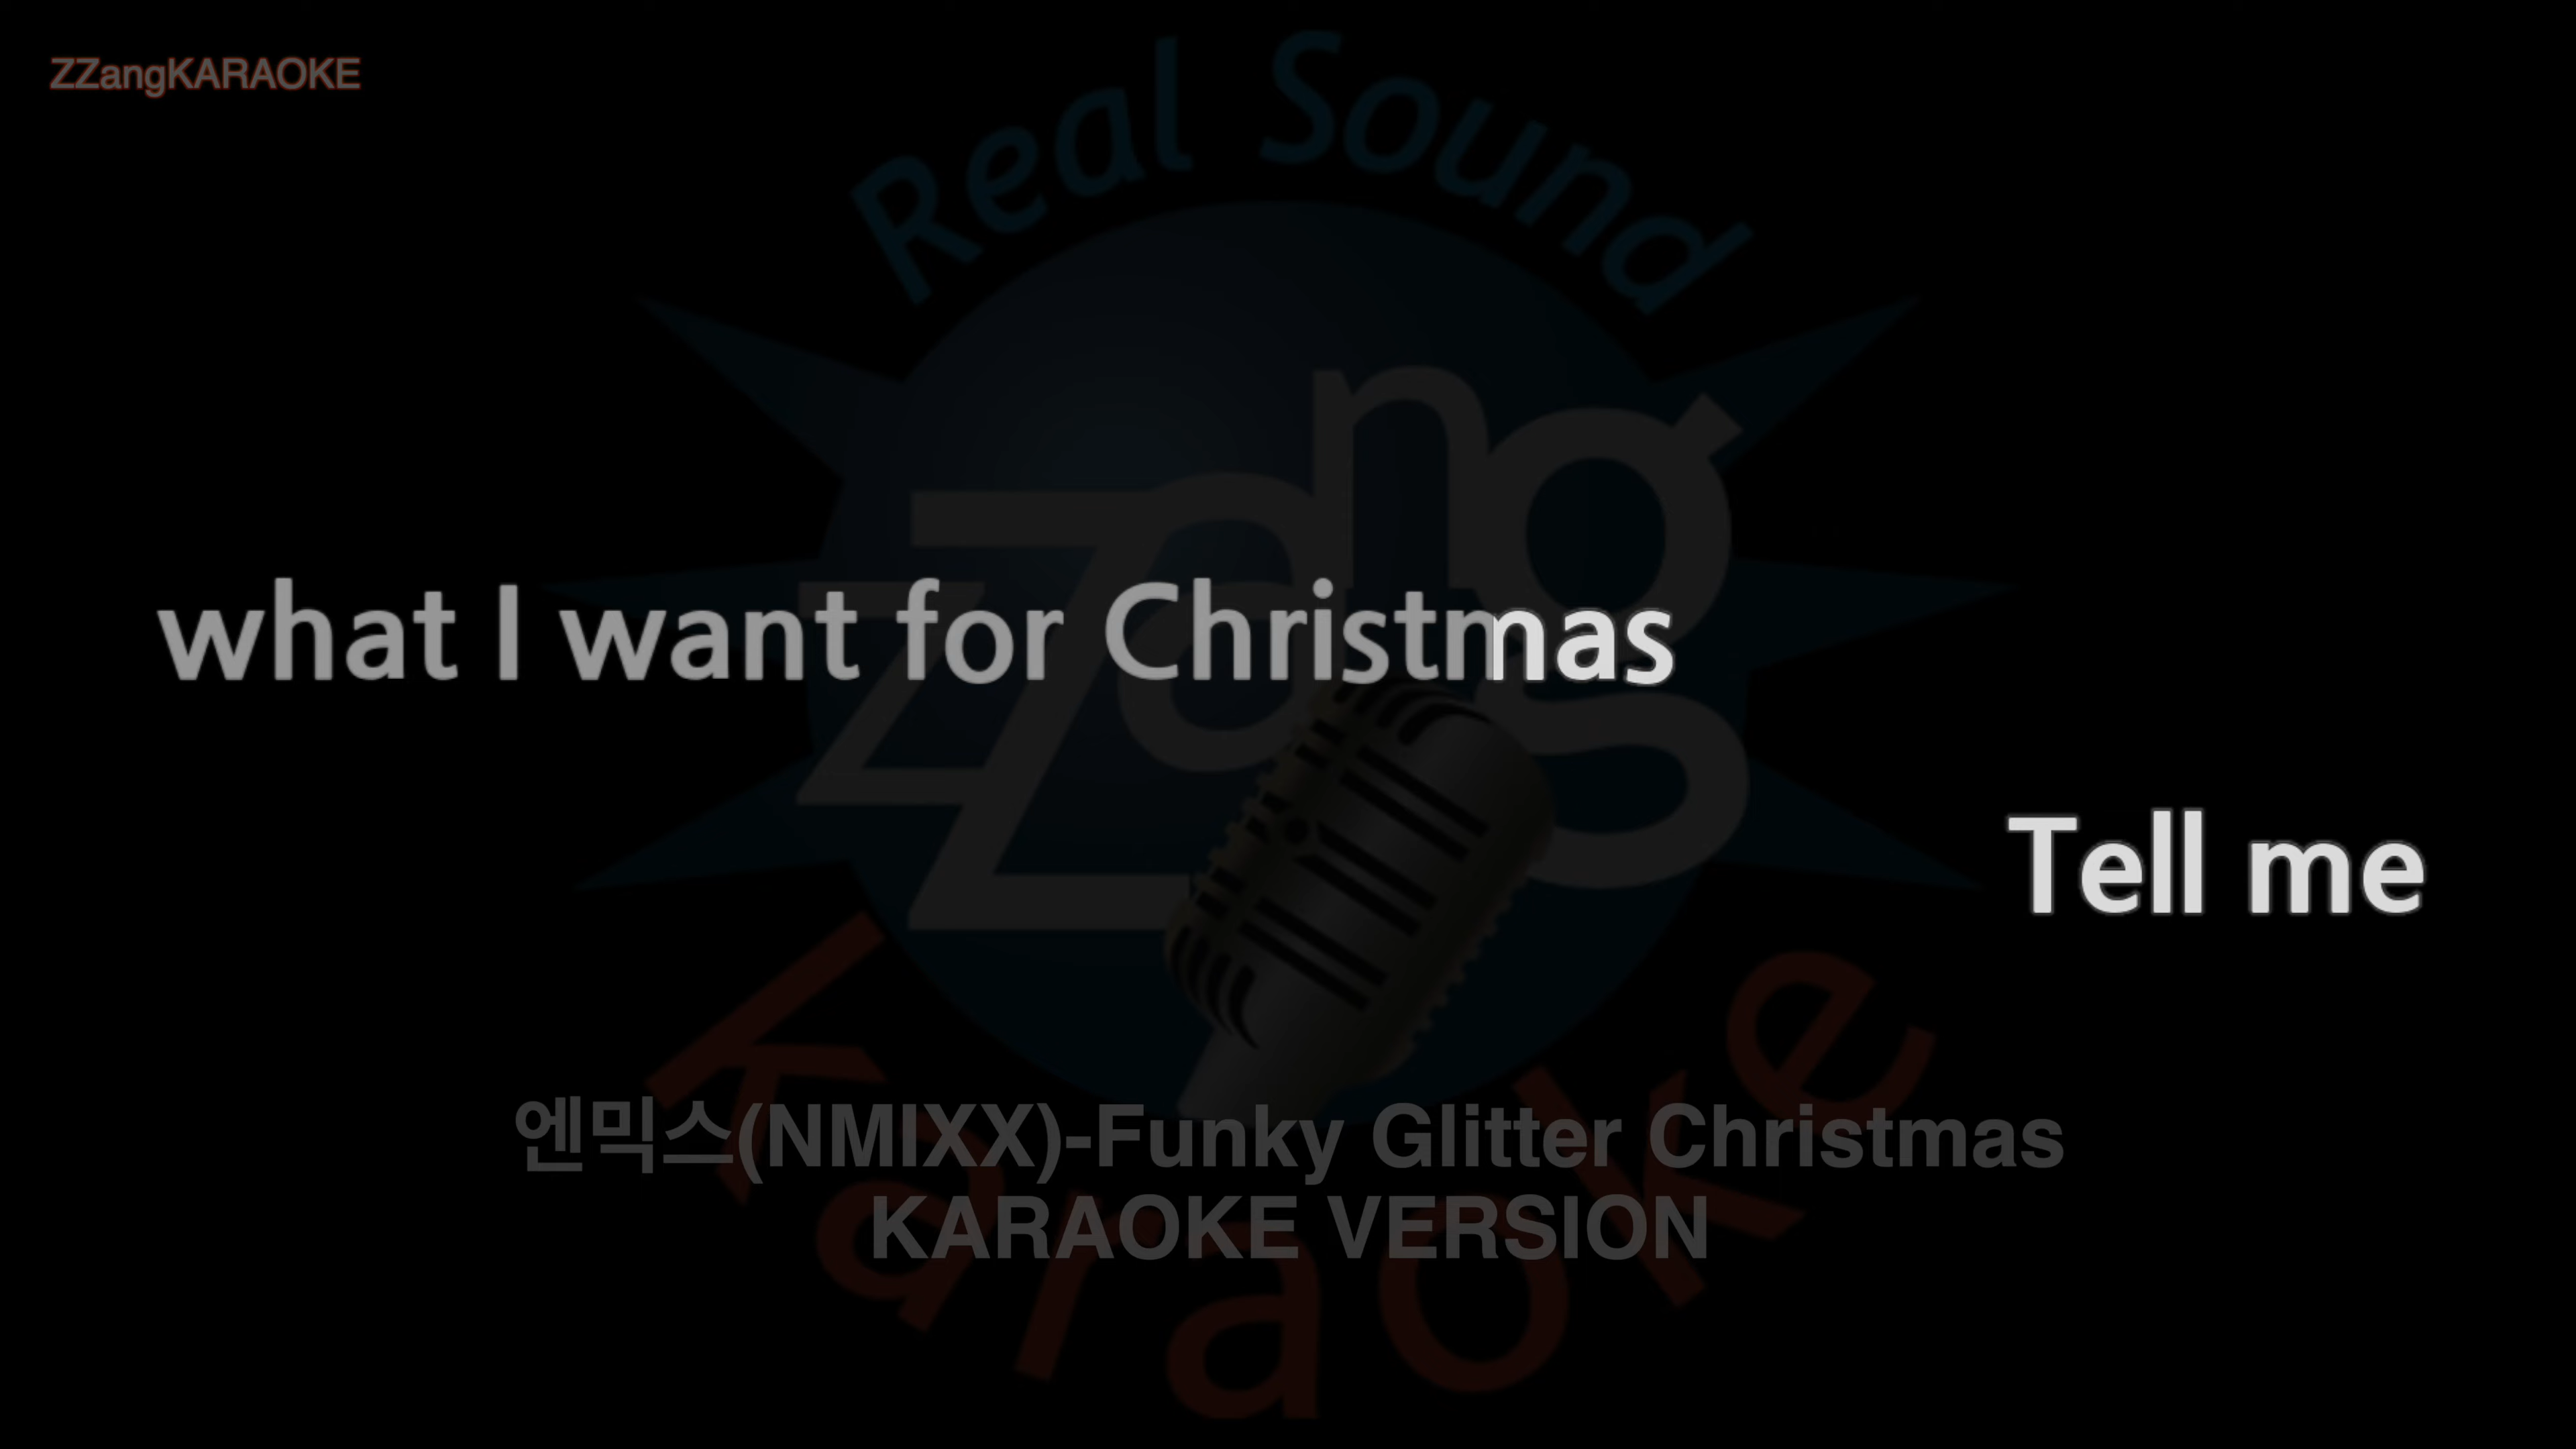 ZZangKARAOKE
Real Sound
zZang
what I want for Christmas
Tell me
엔믹스(NMIXX)-Funky Glitter Christmas
KARAOKE VERSION
Karaoke